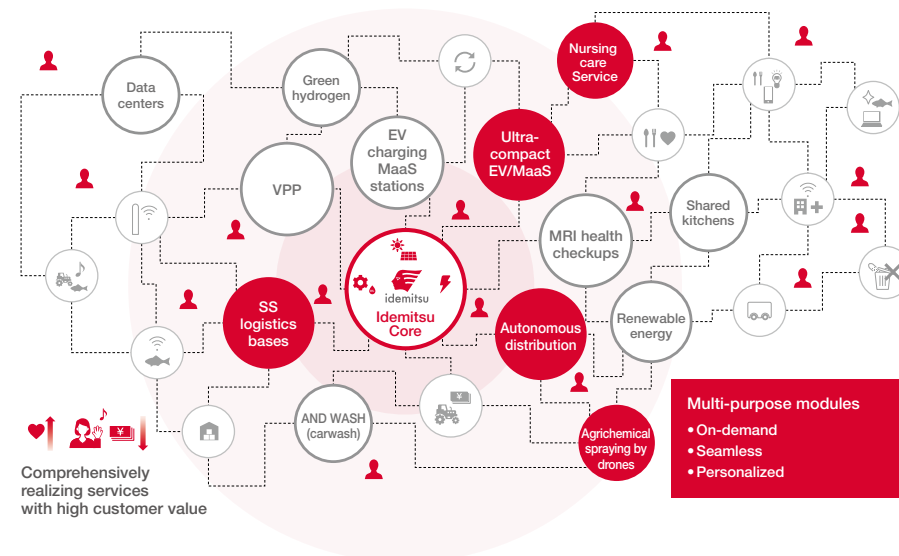 Nursing
care
Service
Data
centers
Green
hydrogen
EV
charging
MaaS
stations
Ultra-
compact
EV/MaaS
VPP
Shared
kitchens
MRI health
checkups
idemitsu
Idemitsu
Core
SS
logistics
bases
Autonomous
distribution
Renewable
energy
AND WASH
(carwash)
¥
Agrichemical
spraying by
drones
Multi-purpose modules
• On-demand
• Seamless
• Personalized
¥
Comprehensively
realizing services
with high customer value